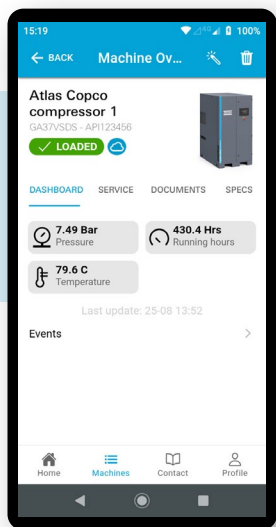 15:19
4G
100%
BACK
Machine Ov...
Atlas Copco
compressor 1
GA37VSDS - API123456
LOADED
DASHBOARD SERVICE DOCUMENTS SPECS
7.49 Bar
Pressure
430.4 Hrs
Running hours
79.6 C
Temperature
Last update: 25-08 13:52
Events
Home Machines Contact Profile